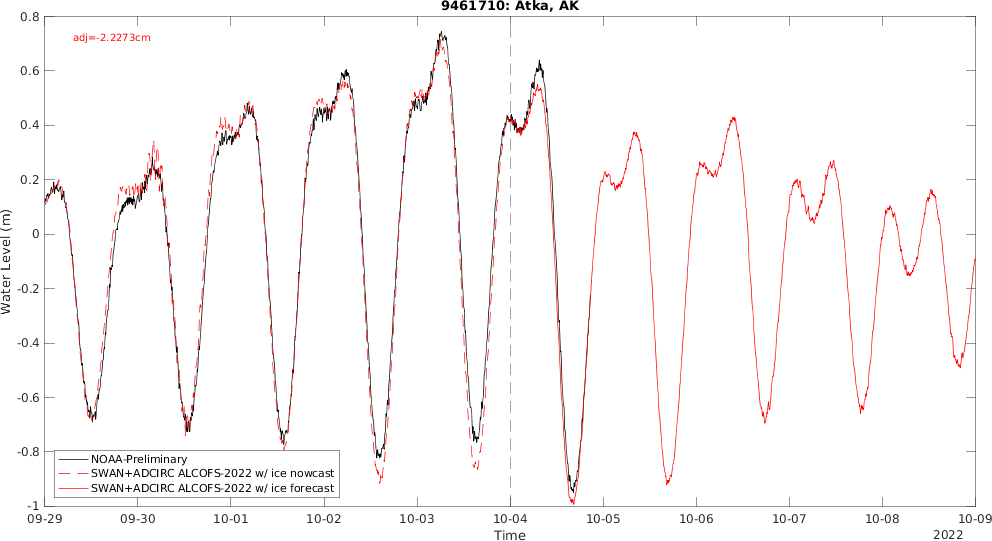 9461710: Atka, AK
adj=-2.2273cm
0.8
0.6
0.4
0.2
0
-0.2
-0.4
-0.6
-0.8
-1
Water Level (m)
NOAA-Preliminary
SWAN+ADCIRC ALCOFS-2022 w/ ice nowcast
SWAN+ADCIRC ALCOFS-2022 w/ ice forecast
09-29 09-30 10-01 10-02 10-03 10-04 10-05 10-06 10-07 10-08 10-09
Time
2022